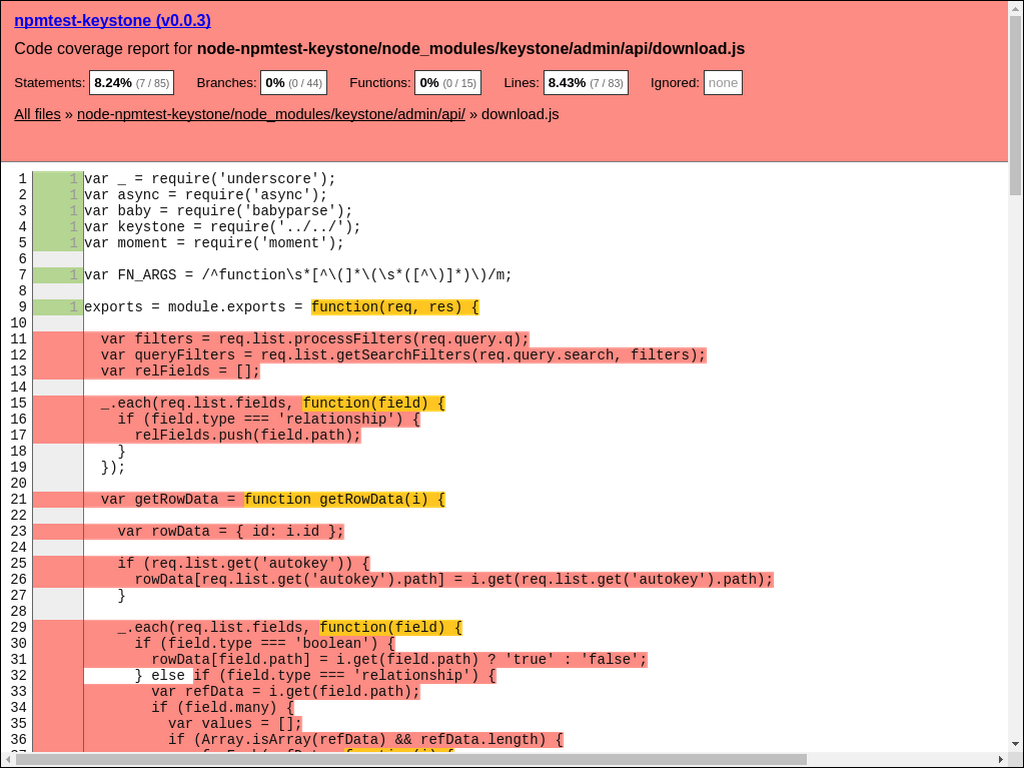 npmtest-keystone (v0.0.3)
Code coverage report for node-npmtest-keystone/node_modules/keystone/admin/api/download.js
Statements: 8.24% (7 / 85) Branches: 0% (0 / 44) Functions: 0% (0 / 15) Lines: 8.43% (7 / 83) Ignored: none
All files » node-npmtest-keystone/node_modules/keystone/admin/api/ » download.js
1 1 var _ = require('underscore');
2 1 var async = require('async');
3 1 var baby = require('babyparse');
4 1 var keystone = require('../../');
5 1 var moment = require('moment');
6
7 1 var FN_ARGS = /^function\s*[^\(]*\(\s*([^\)]*)\)/m;
8
9 1 exports = module.exports = function(req, res) {
10
11 var filters = req.list.processFilters(req.query.q);
12 var queryFilters = req.list.getSearchFilters(req.query.search, filters);
13 var relFields = [];
14
15 _.each(req.list.fields, function(field) {
16 if (field.type === 'relationship') {
17 relFields.push(field.path);
18 }
19 });
20
21 var getRowData = function getRowData(i) {
22
23 var rowData = { id: i.id };
24
25 if (req.list.get('autokey')) {
26 rowData[req.list.get('autokey').path] = i.get(req.list.get('autokey').path);
27 }
28
29 _.each(req.list.fields, function(field) {
30 if (field.type === 'boolean') {
31 rowData[field.path] = i.get(field.path) ? 'true' : 'false';
32 } else if (field.type === 'relationship') {
33 var refData = i.get(field.path);
34 if (field.many) {
35 var values = [];
36 if (Array.isArray(refData) && refData.length) {